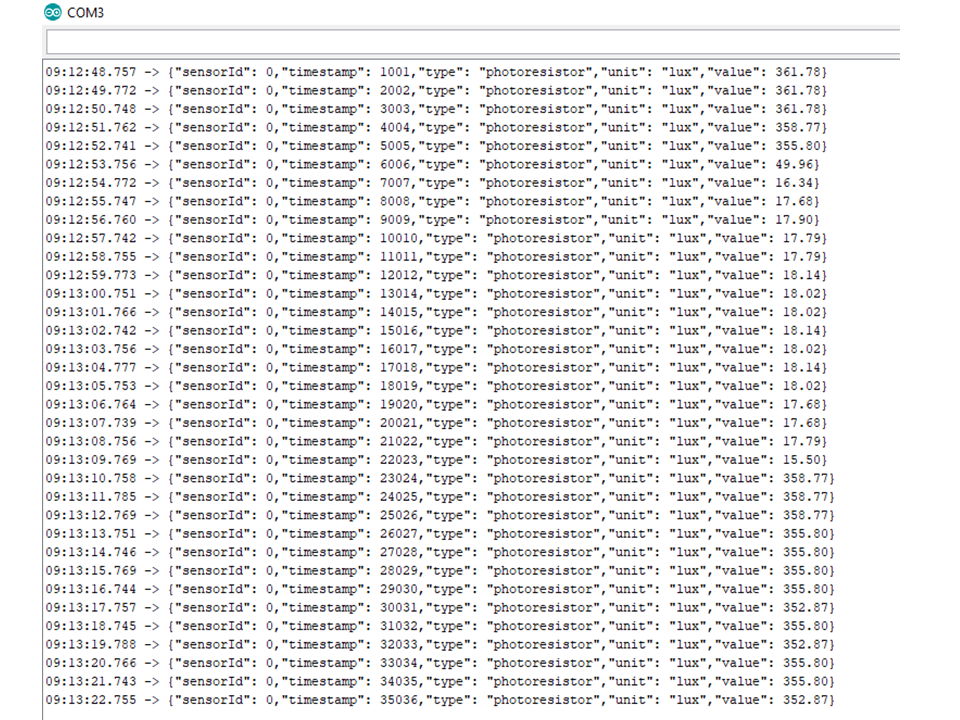 COM3
09:12:48.757 -> {"sensorId": 0,"timestamp": 1001,"type": "photoresistor","unit": "lux","value": 361.78}
09:12:49.772 -> {"sensorId": 0,"timestamp": 2002,"type": "photoresistor","unit": "lux","value": 361.78}
09:12:50.748 -> {"sensorId": 0,"timestamp": 3003,"type": "photoresistor","unit": "lux","value": 361.78}
09:12:51.762 -> {"sensorId": 0,"timestamp": 4004,"type": "photoresistor","unit": "lux","value": 358.77}
09:12:52.741 -> {"sensorId": 0,"timestamp": 5005,"type": "photoresistor","unit": "lux","value": 355.80}
09:12:53.756 -> {"sensorId": 0,"timestamp": 6006,"type": "photoresistor","unit": "lux","value": 49.96}
09:12:54.772 -> {"sensorId": 0,"timestamp": 7007,"type": "photoresistor","unit": "lux","value": 16.34}
09:12:55.747 -> {"sensorId": 0,"timestamp": 8008,"type": "photoresistor","unit": "lux","value": 17.68}
09:12:56.760 -> {"sensorId": 0,"timestamp": 9009,"type": "photoresistor","unit": "lux","value": 17.90}
09:12:57.742 -> {"sensorId": 0,"timestamp": 10010,"type": "photoresistor","unit": "lux","value": 17.79}
09:12:58.755 -> {"sensorId": 0,"timestamp": 11011,"type": "photoresistor","unit": "lux","value": 17.79}
09:12:59.773 -> {"sensorId": 0,"timestamp": 12012,"type": "photoresistor","unit": "lux","value": 18.14}
09:13:00.751 -> {"sensorId": 0,"timestamp": 13014,"type": "photoresistor","unit": "lux","value": 18.02}
09:13:01.766 -> {"sensorId": 0,"timestamp": 14015,"type": "photoresistor","unit": "lux","value": 18.02}
09:13:02.742 -> {"sensorId": 0,"timestamp": 15016,"type": "photoresistor","unit": "lux","value": 18.14}
09:13:03.756 -> {"sensorId": 0,"timestamp": 16017,"type": "photoresistor","unit": "lux","value": 18.02}
09:13:04.777 -> {"sensorId": 0,"timestamp": 17018,"type": "photoresistor","unit": "lux","value": 18.14}
09:13:05.753 -> {"sensorId": 0,"timestamp": 18019,"type": "photoresistor","unit": "lux","value": 18.02}
09:13:06.764 -> {"sensorId": 0,"timestamp": 19020,"type": "photoresistor","unit": "lux","value": 17.68}
09:13:07.739 -> {"sensorId": 0,"timestamp": 20021,"type": "photoresistor","unit": "lux","value": 17.68}
09:13:08.756 -> {"sensorId": 0,"timestamp": 21022,"type": "photoresistor","unit": "lux","value": 17.79}
09:13:09.769 -> {"sensorId": 0,"timestamp": 22023,"type": "photoresistor","unit": "lux","value": 15.50}
09:13:10.758 -> {"sensorId": 0,"timestamp": 23024,"type": "photoresistor","unit": "lux","value": 358.77}
09:13:11.785 -> {"sensorId": 0,"timestamp": 24025,"type": "photoresistor","unit": "lux","value": 358.77}
09:13:12.769 -> {"sensorId": 0,"timestamp": 25026,"type": "photoresistor","unit": "lux","value": 358.77}
09:13:13.751 -> {"sensorId": 0,"timestamp": 26027,"type": "photoresistor","unit": "lux","value": 355.80}
09:13:14.746 -> {"sensorId": 0,"timestamp": 27028,"type": "photoresistor","unit": "lux","value": 355.80}
09:13:15.769 -> {"sensorId": 0,"timestamp": 28029,"type": "photoresistor","unit": "lux","value": 355.80}
09:13:16.744 -> {"sensorId": 0,"timestamp": 29030,"type": "photoresistor","unit": "lux","value": 355.80}
09:13:17.757 -> {"sensorId": 0,"timestamp": 30031,"type": "photoresistor","unit": "lux","value": 352.87}
09:13:18.745 -> {"sensorId": 0,"timestamp": 31032,"type": "photoresistor","unit": "lux","value": 355.80}
09:13:19.788 -> {"sensorId": 0,"timestamp": 32033,"type": "photoresistor","unit": "lux","value": 352.87}
09:13:20.766 -> {"sensorId": 0,"timestamp": 33034,"type": "photoresistor","unit": "lux","value": 355.80}
09:13:21.743 -> {"sensorId": 0,"timestamp": 34035,"type": "photoresistor","unit": "lux","value": 355.80}
09:13:22.755 -> {"sensorId": 0,"timestamp": 35036,"type": "photoresistor","unit": "lux","value": 352.87}